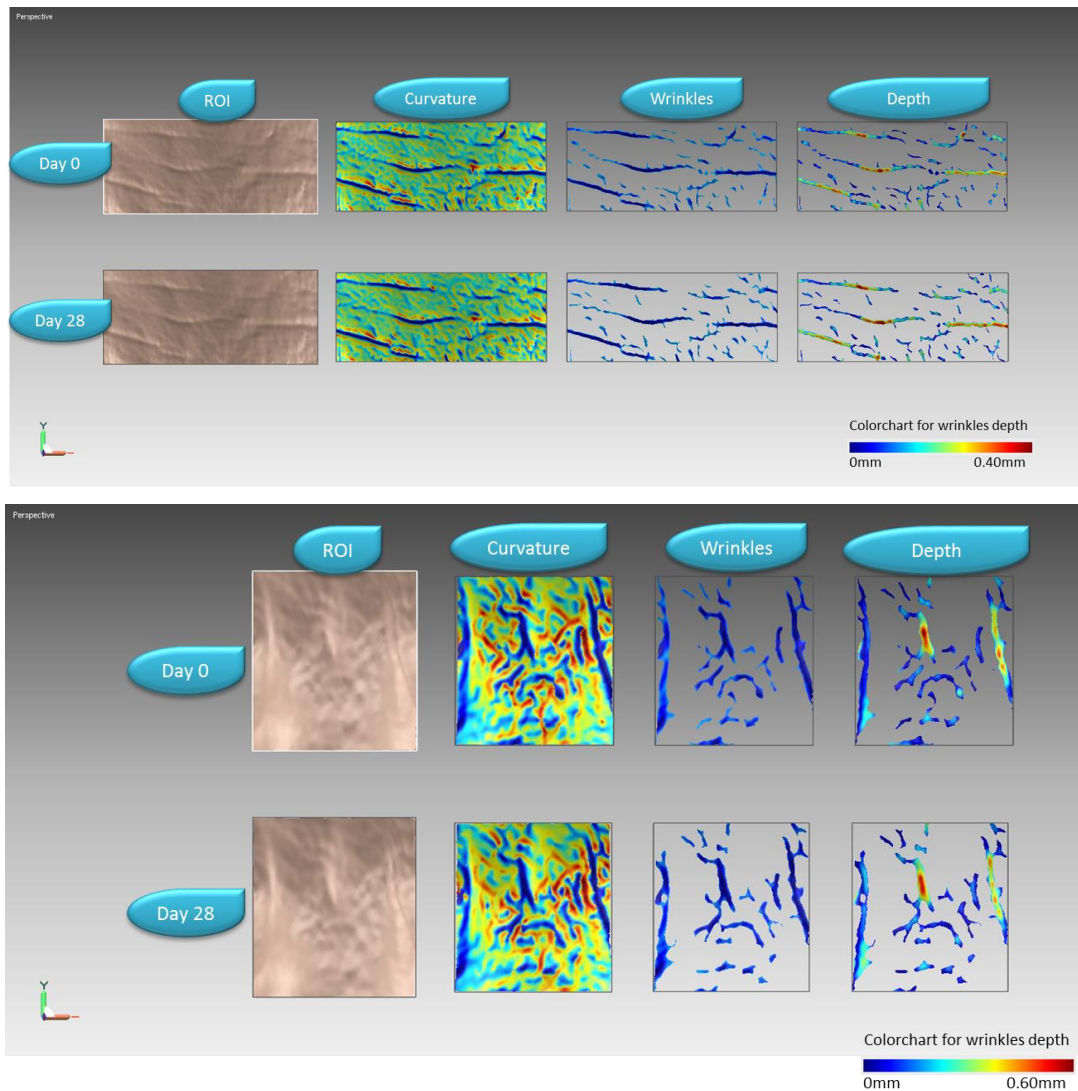 Perspective
ROI
Curvature
Wrinkles
Depth
Day 0
Day 28
Y
Colorchart for wrinkles depth
0mm
0.40mm
Perspective
ROI
Curvature
Wrinkles
Depth
Day 0
Day 28
Y
Colorchart for wrinkles depth
0mm
0.60mm